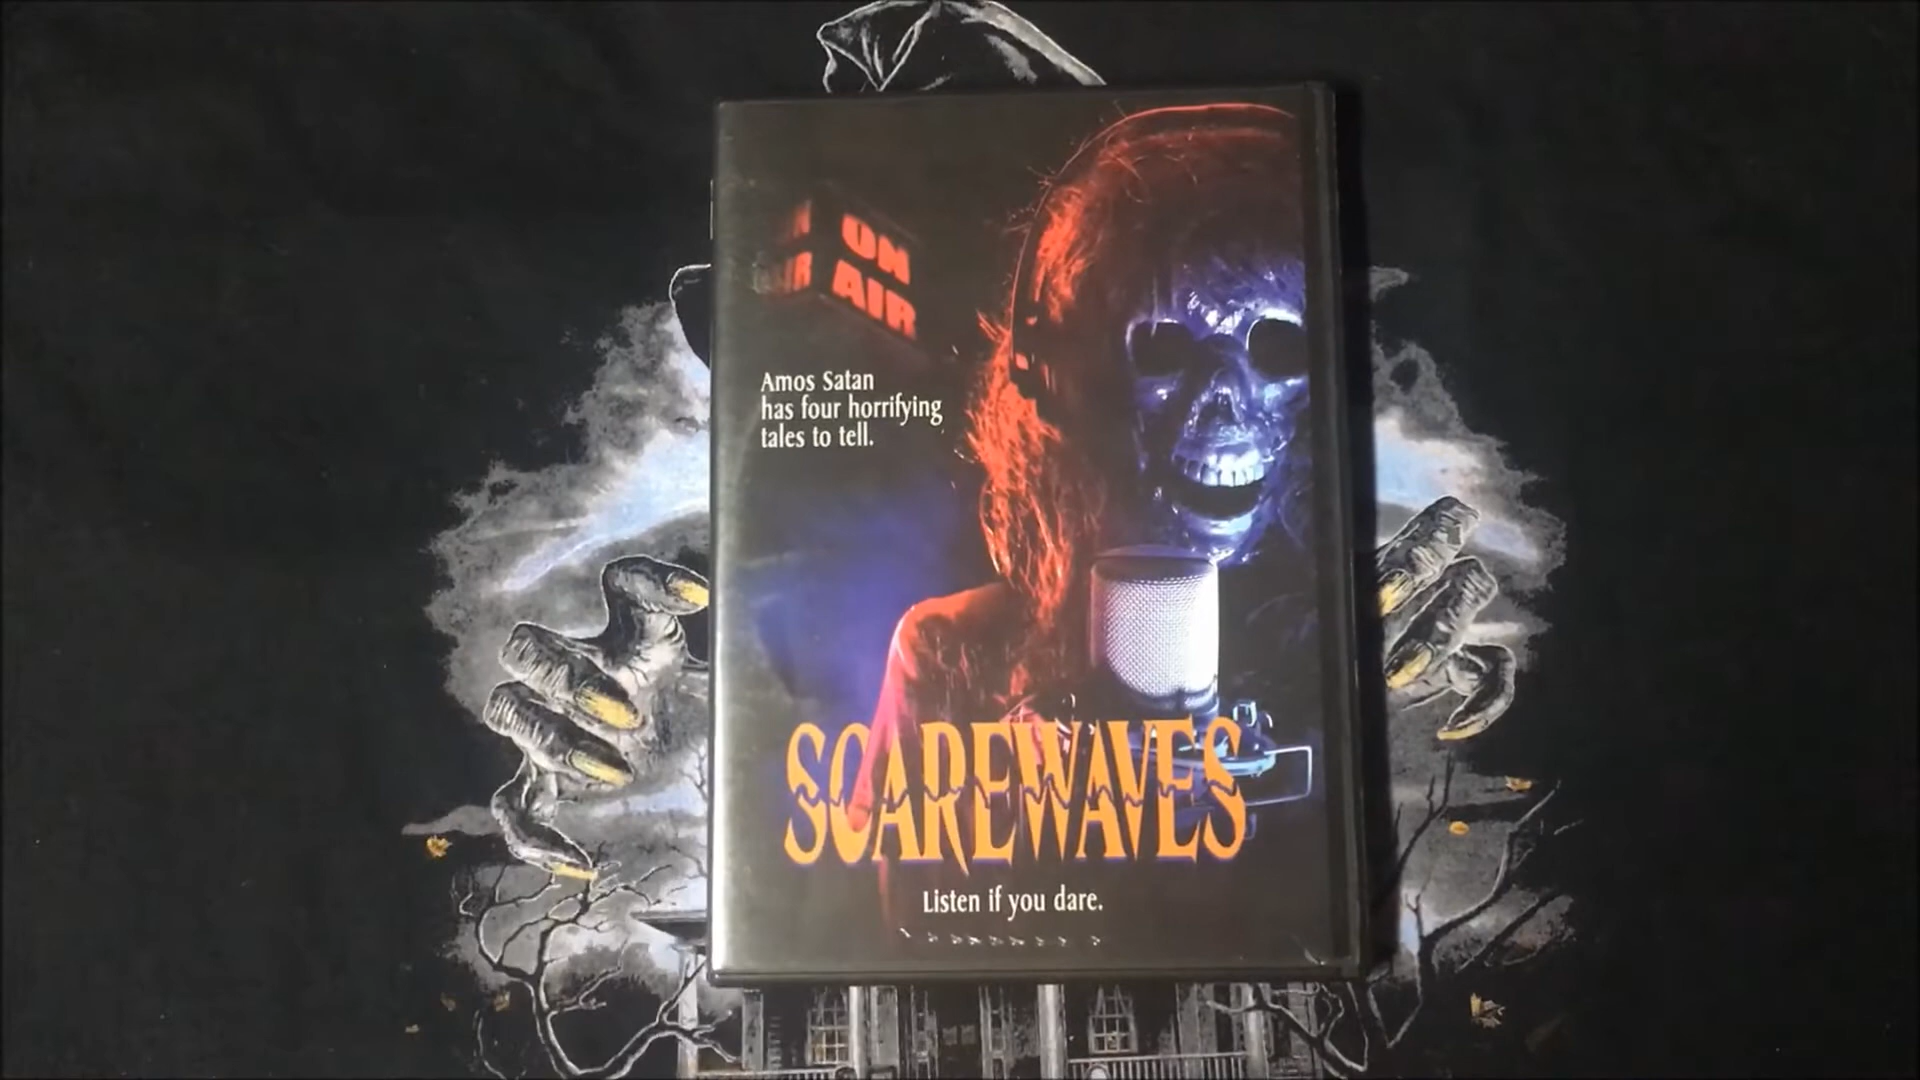 ON
AIR
Amos Satan
has four horrifying
tales to tell.
SCAREWAVES
Listen if you dare.